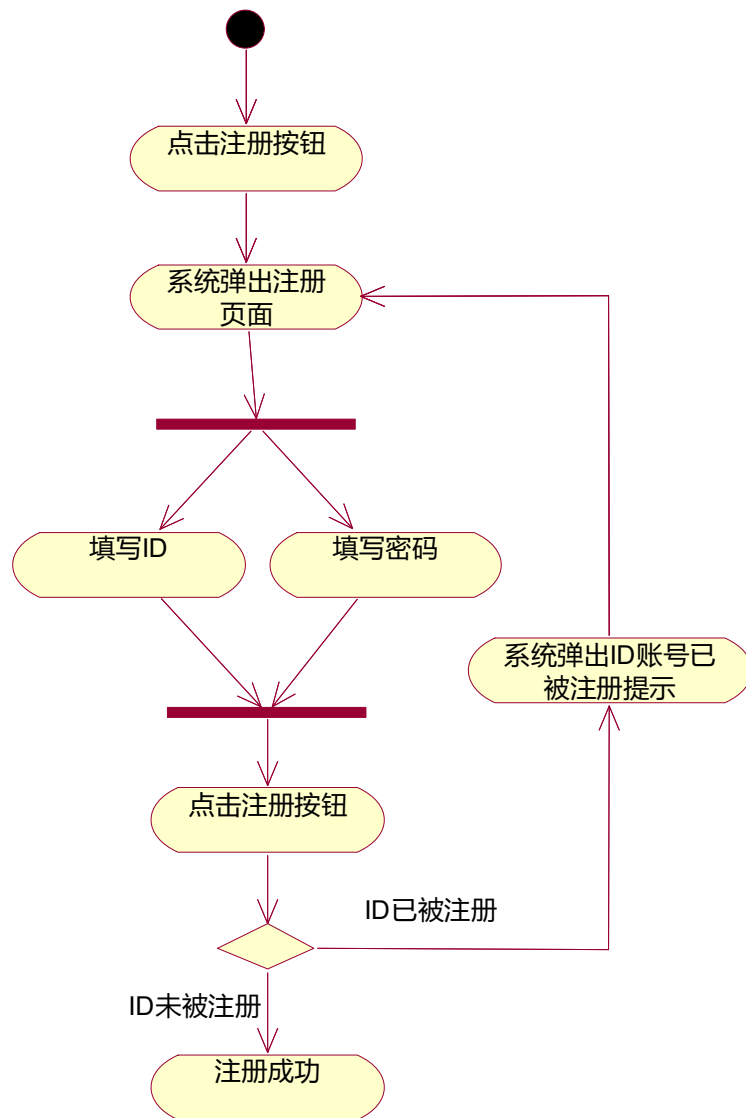 点击注册按钮
系统弹出注册
页面
填写ID
填写密码
系统弹出ID账号已
被注册提示
点击注册按钮
ID已被注册
ID未被注册
注册成功